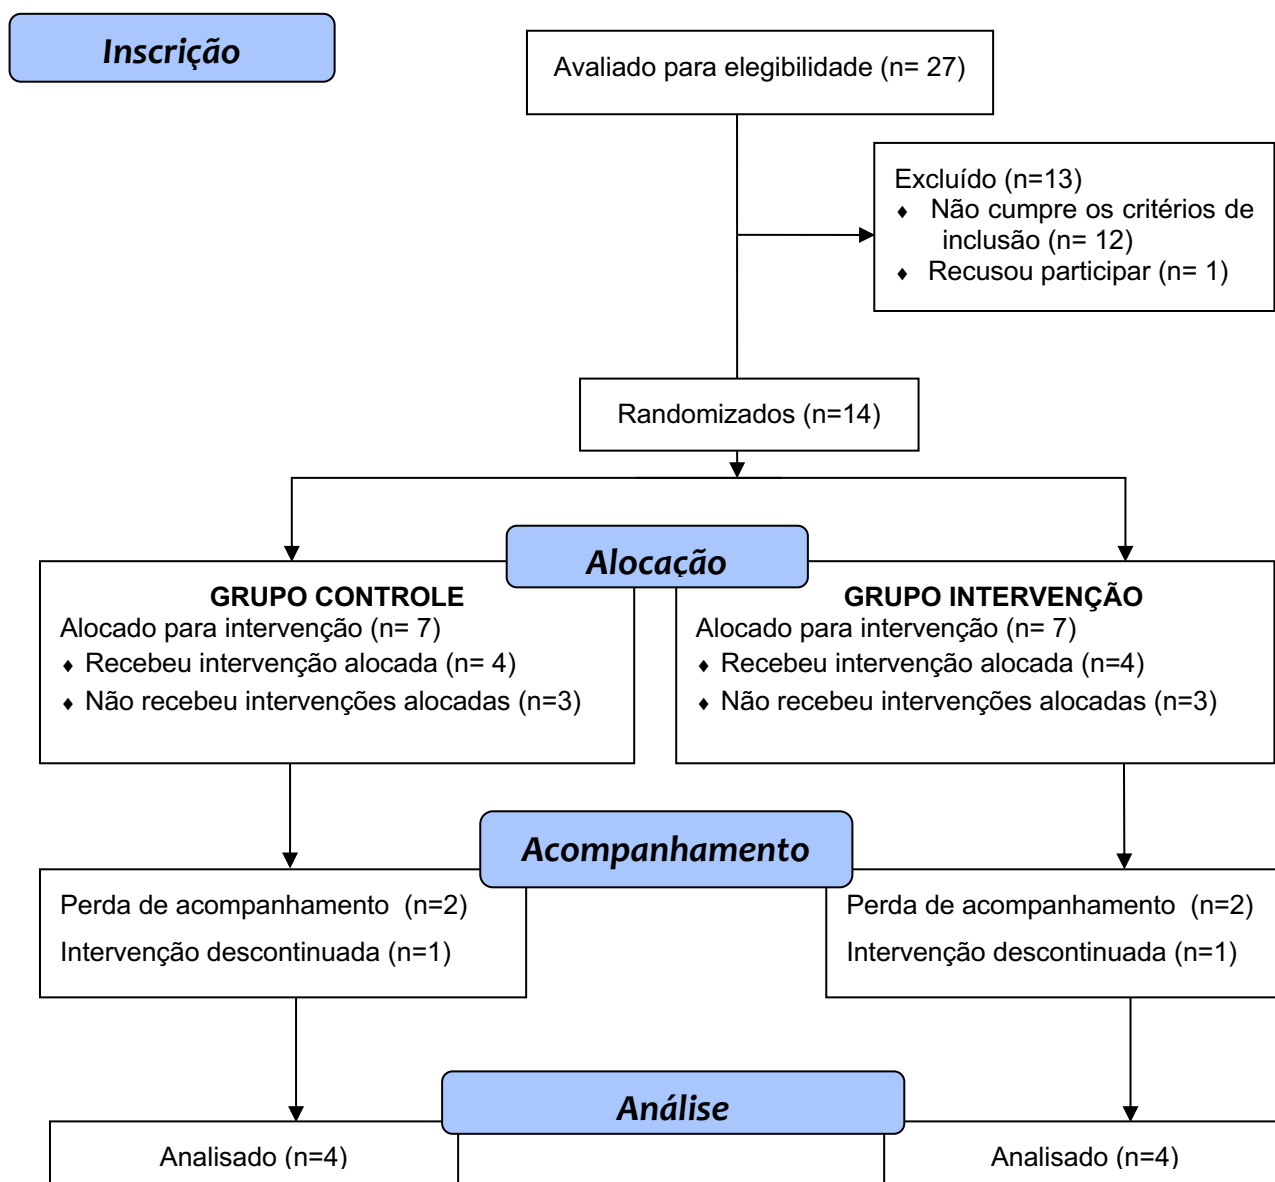 Inscrição
Avaliado para elegibilidade (n= 27)
Excluído (n=13)
♦ Não cumpre os critérios de
inclusão (n= 12)
♦ Recusou participar (n= 1)
Randomizados (n=14)
Alocação
GRUPO CONTROLE
Alocado para intervenção (n= 7)
♦ Recebeu intervenção alocada (n= 4)
♦ Não recebeu intervenções alocadas (n=3)
GRUPO INTERVENÇÃO
Alocado para intervenção (n= 7)
♦ Recebeu intervenção alocada (n=4)
♦ Não recebeu intervenções alocadas (n=3)
Acompanhamento
Perda de acompanhamento (n=2)
Intervenção descontinuada (n=1)
Perda de acompanhamento (n=2)
Intervenção descontinuada (n=1)
Análise
Analisado (n=4)
Analisado (n=4)